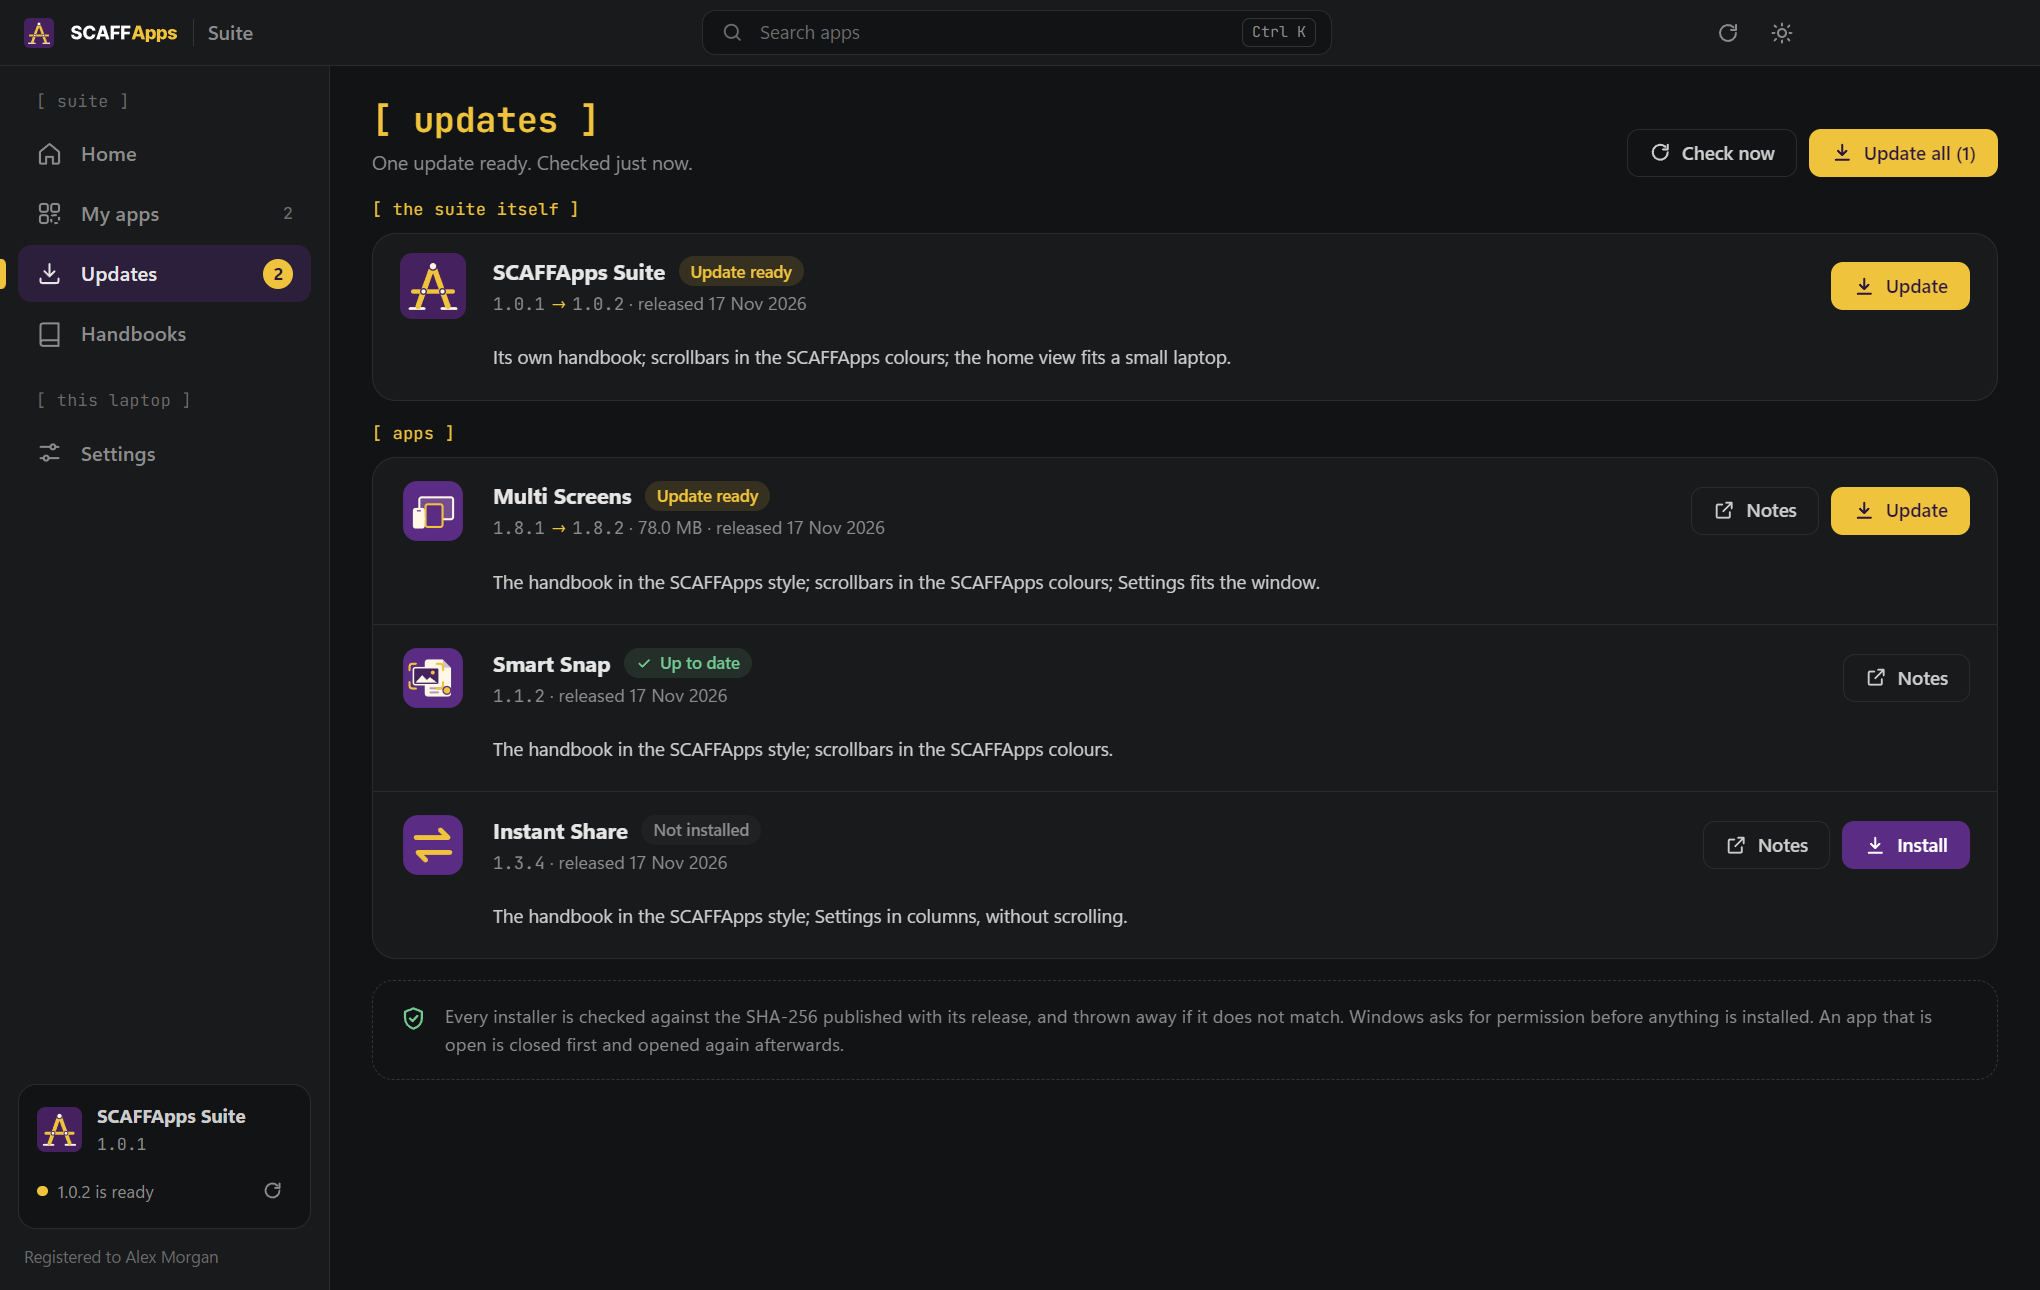 SCAFFApps Suite
Search apps
Ctrl K
[ suite ]
Home
My apps 2
Updates 2
Handbooks
[ this laptop ]
Settings
SCAFFApps Suite
1.0.1
1.0.2 is ready
Registered to Alex Morgan
[ updates ]
One update ready. Checked just now.
Check now
Update all (1)
[ the suite itself ]
SCAFFApps Suite Update ready
1.0.1 → 1.0.2 · released 17 Nov 2026
Update
Its own handbook; scrollbars in the SCAFFApps colours; the home view fits a small laptop.
[ apps ]
Multi Screens Update ready
1.8.1 → 1.8.2 · 78.0 MB · released 17 Nov 2026
Notes
Update
The handbook in the SCAFFApps style; scrollbars in the SCAFFApps colours; Settings fits the window.
Smart Snap Up to date
1.1.2 · released 17 Nov 2026
Notes
The handbook in the SCAFFApps style; scrollbars in the SCAFFApps colours.
Instant Share Not installed
1.3.4 · released 17 Nov 2026
Notes
Install
The handbook in the SCAFFApps style; Settings in columns, without scrolling.
Every installer is checked against the SHA-256 published with its release, and thrown away if it does not match. Windows asks for permission before anything is installed. An app that is
open is closed first and opened again afterwards.